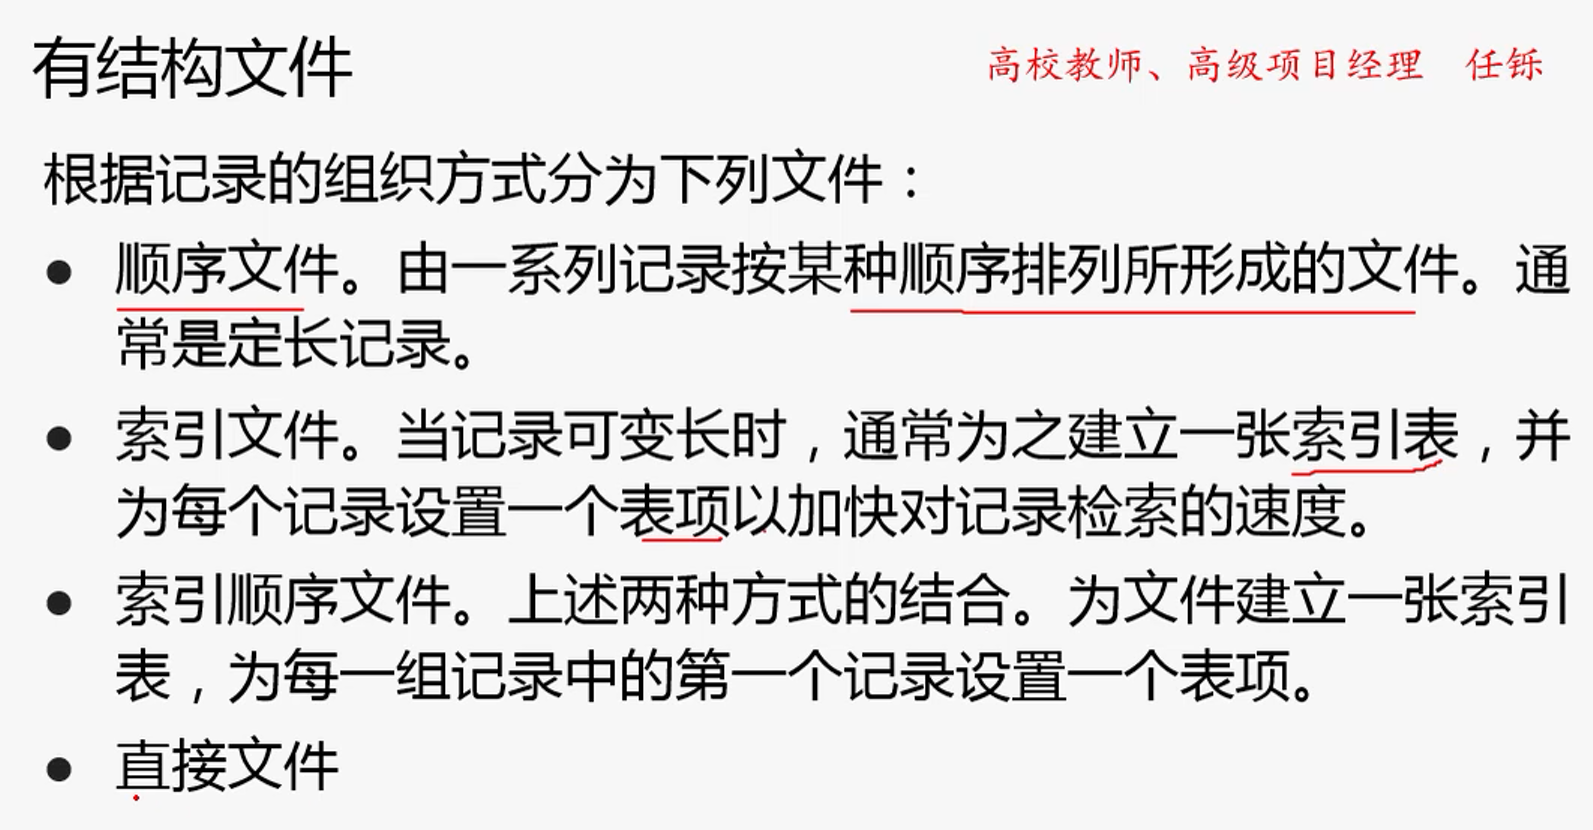 有结构文件
高校教师、高级项目经理 任铄
根据记录的组织方式分为下列文件：
● 顺序文件。由一系列记录按某种顺序排列所形成的文件。通
常是定长记录。
● 索引文件。当记录可变长时，通常为之建立一张索引表，并
为每个记录设置一个表项以加快对记录检索的速度。
● 索引顺序文件。上述两种方式的结合。为文件建立一张索引
表，为每一组记录中的第一个记录设置一个表项。
● 直接文件